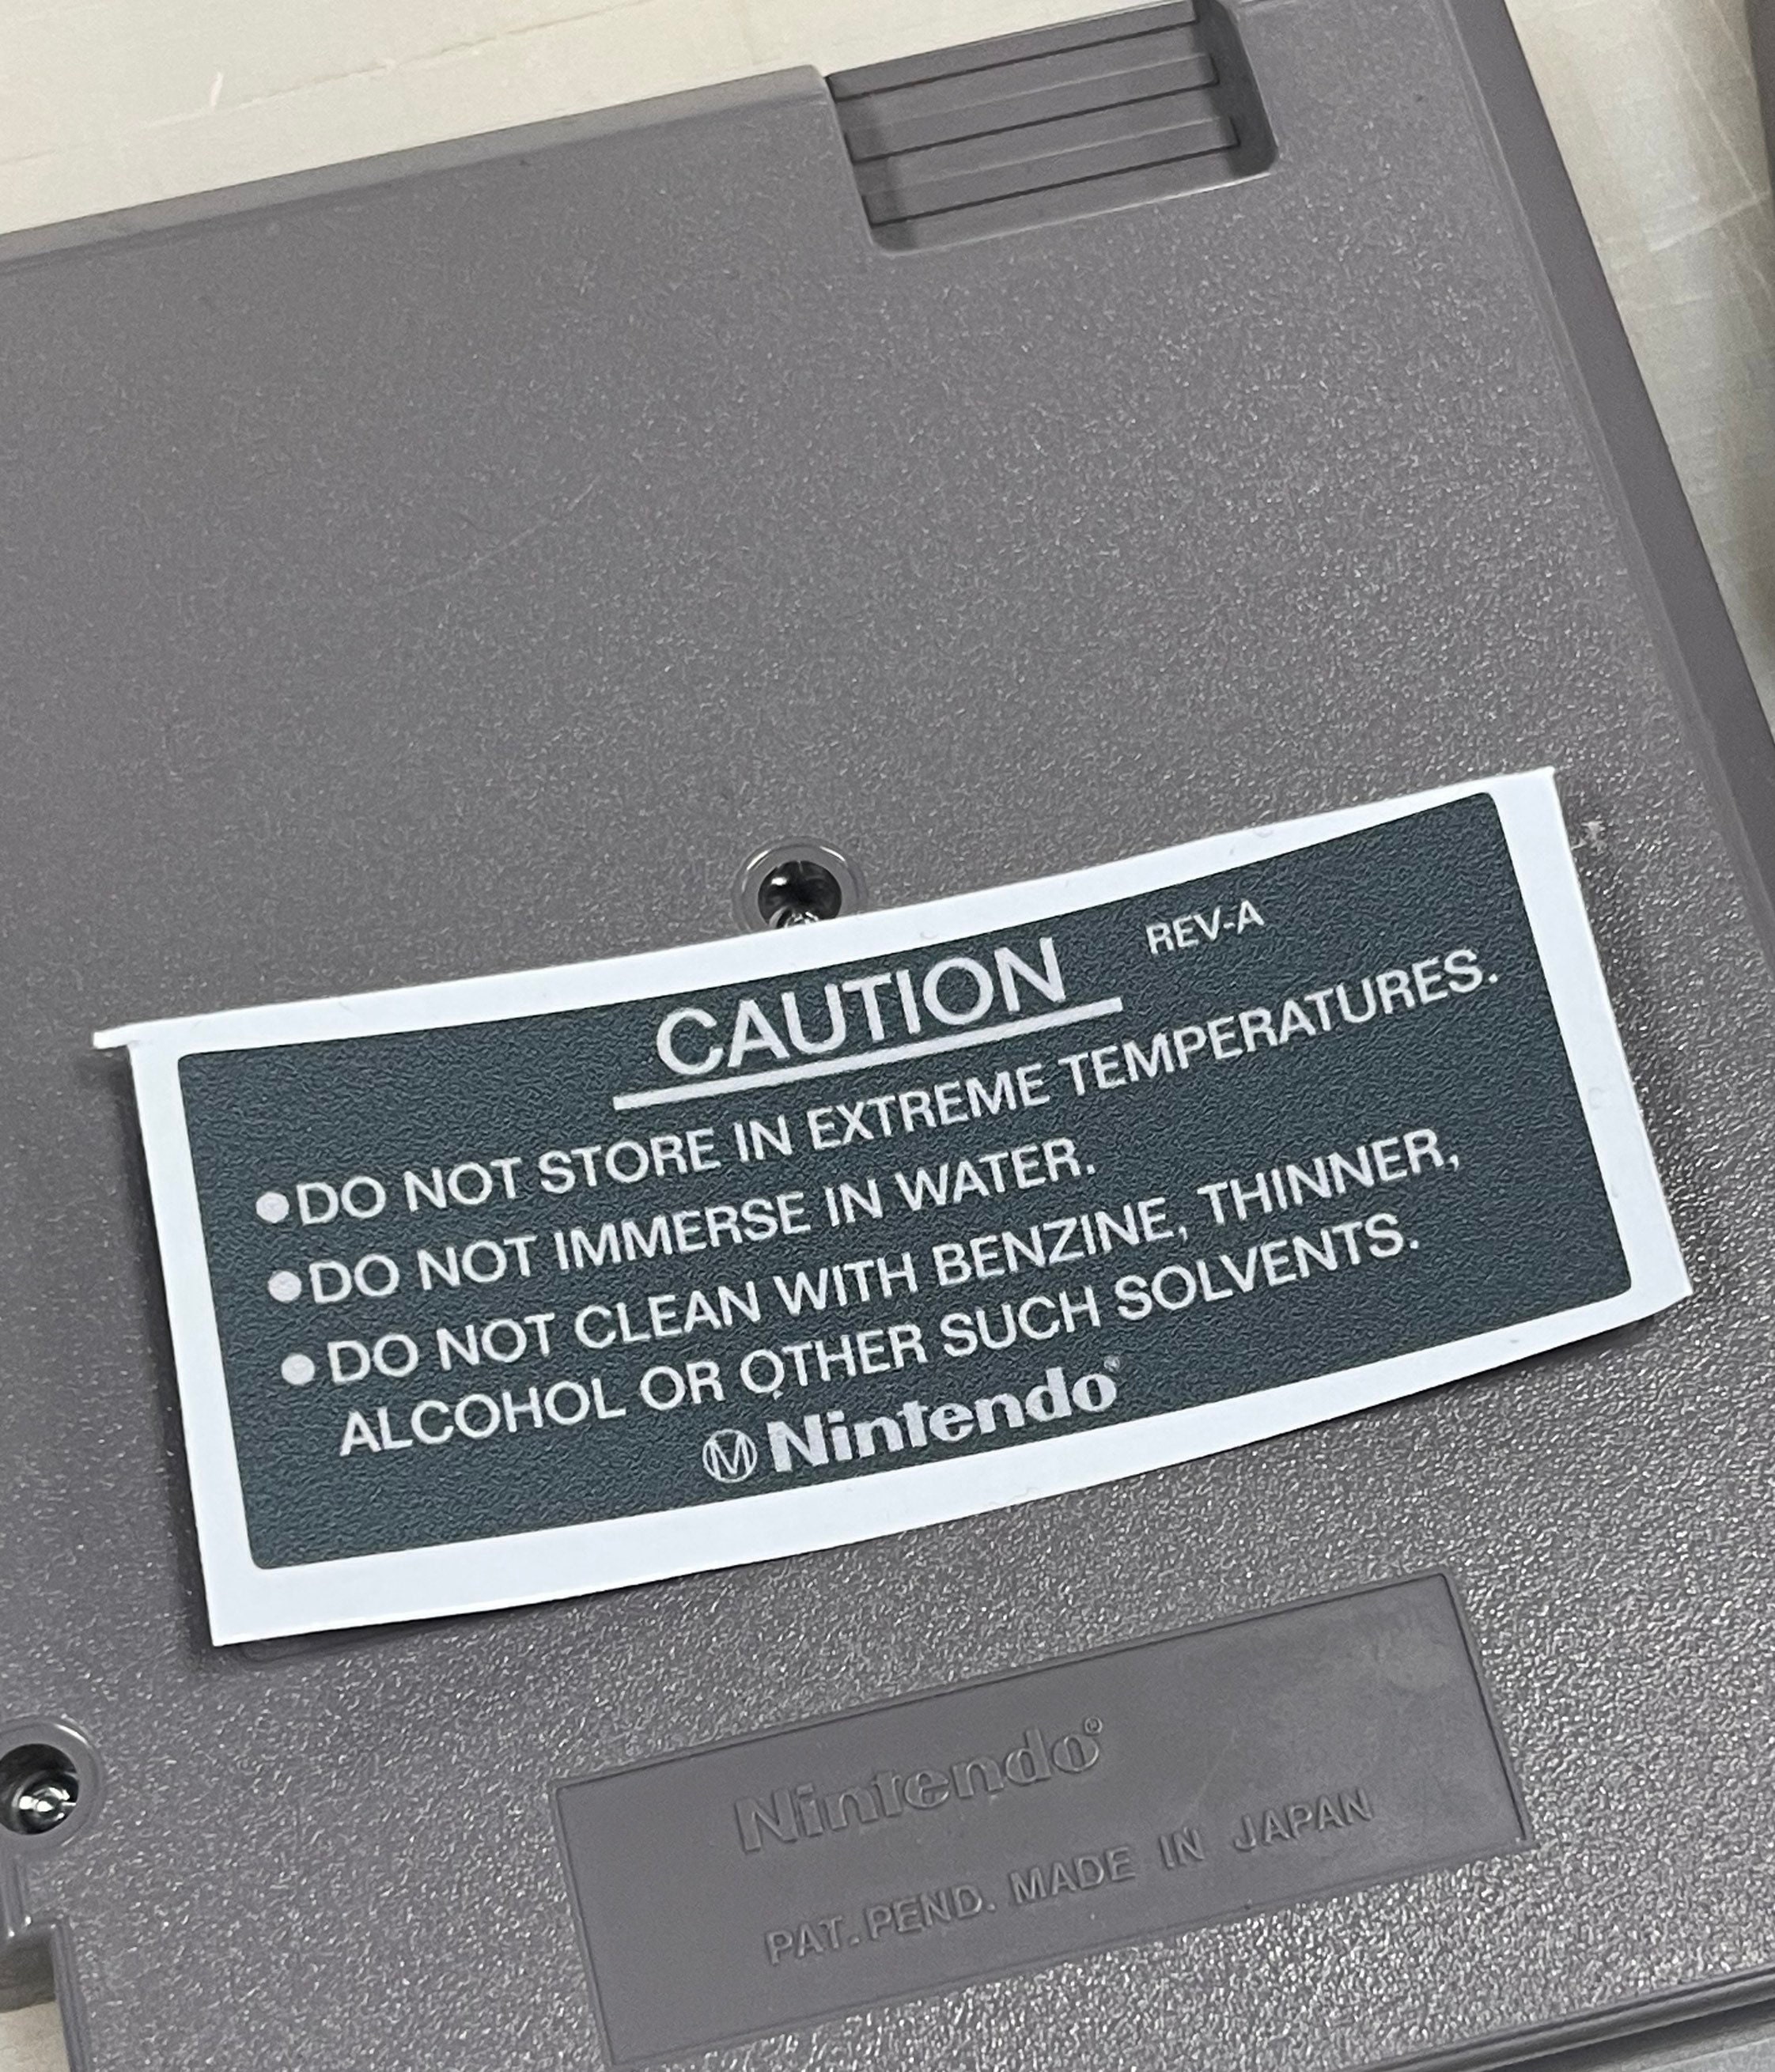 CAUTION REV-A
●DO NOT STORE IN EXTREME TEMPERATURES.
●DO NOT IMMERSE IN WATER.
●DO NOT CLEAN WITH BENZINE, THINNER,
ALCOHOL OR OTHER SUCH SOLVENTS.
Ⓜ Nintendo®
Nintendo®
PAT. PEND. MADE IN JAPAN